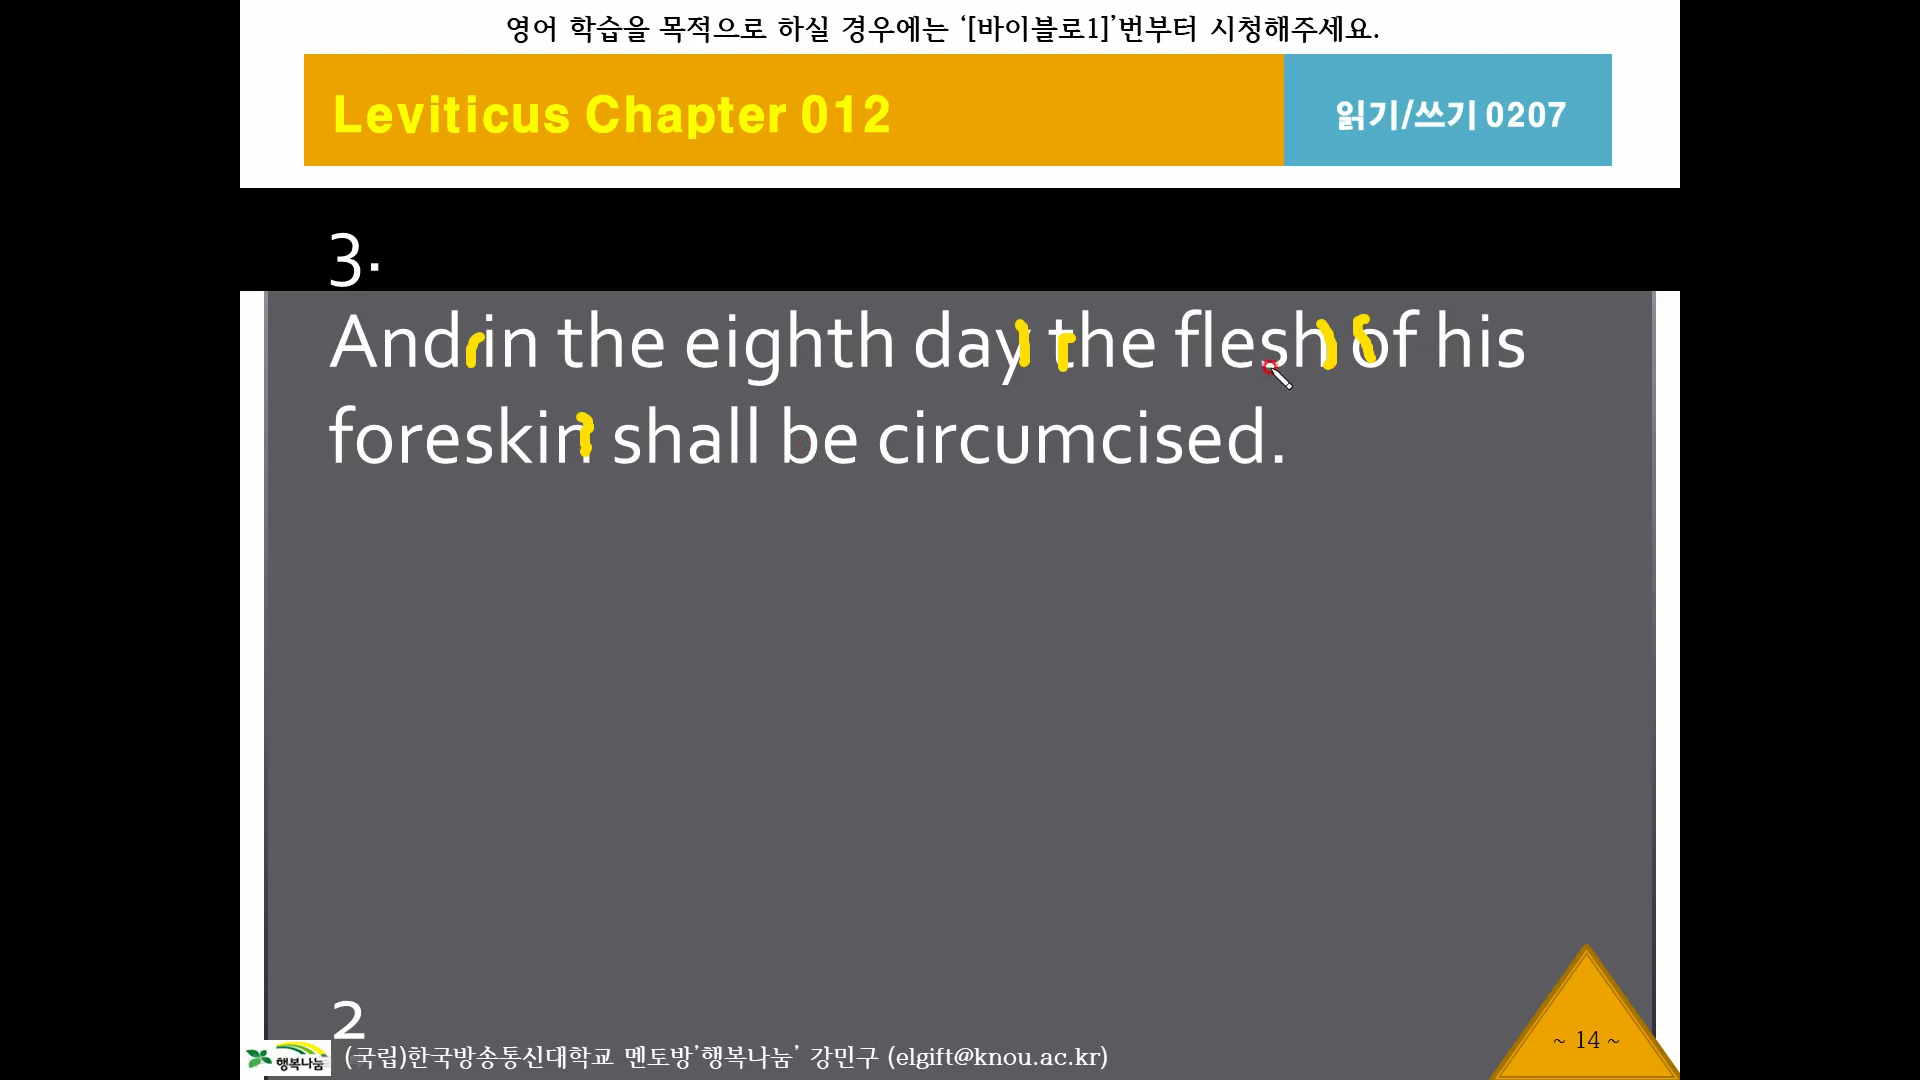 영어 학습을 목적으로 하실 경우에는 ‘[바이블로1]’번부터 시청해주세요.
Leviticus Chapter 012
읽기/쓰기 0207
3.
And in the eighth day the flesh of his
foreskin shall be circumcised.
2
행복나눔
(국립)한국방송통신대학교 멘토방’행복나눔’ 강민구 (elgift@knou.ac.kr)
~ 14 ~